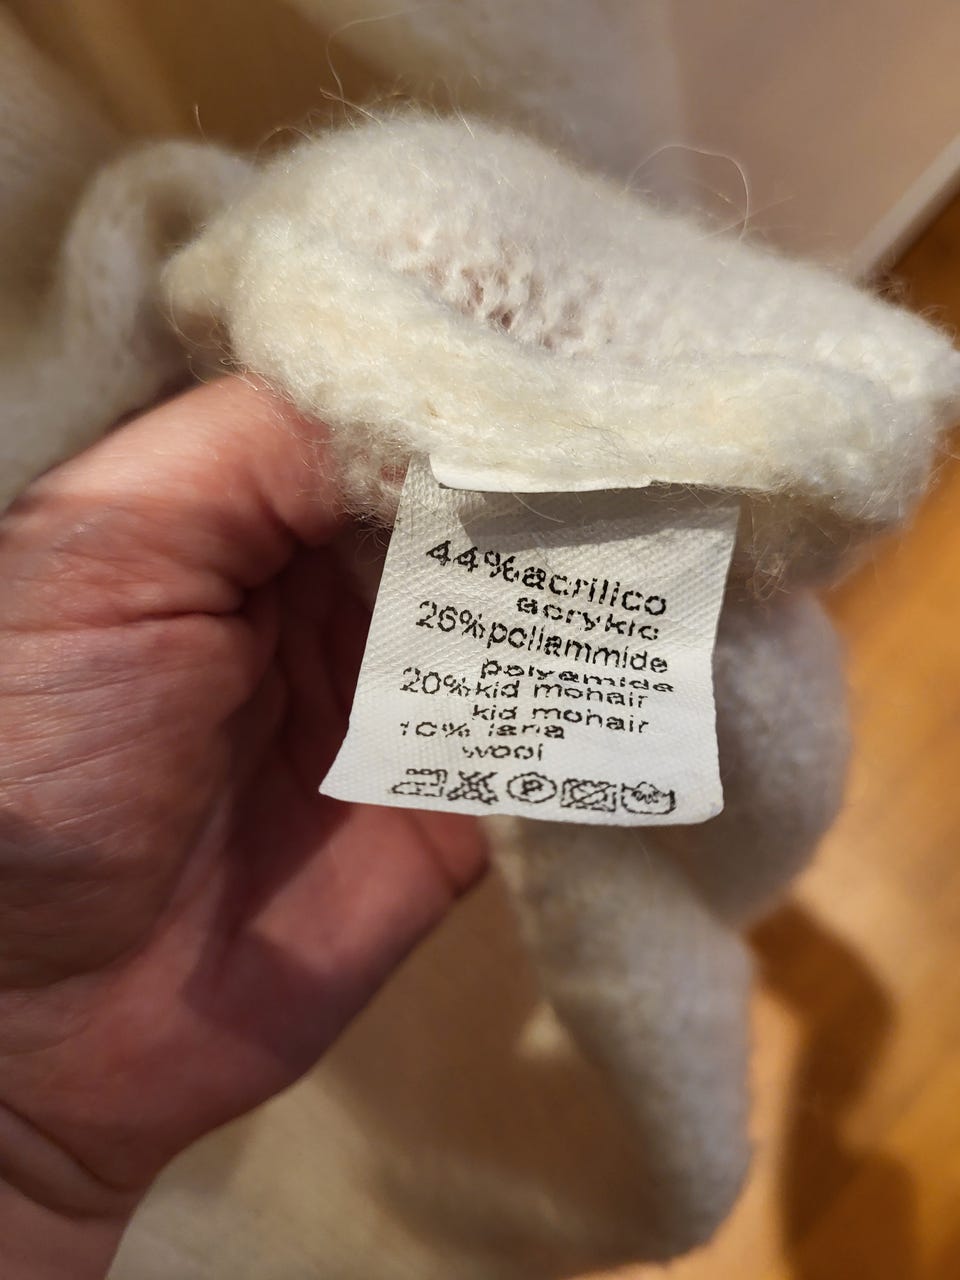 44%acrilico
acrylic
26%poliammide
polyamide
20%kid mohair
kid mohair
10% lana
wool
P